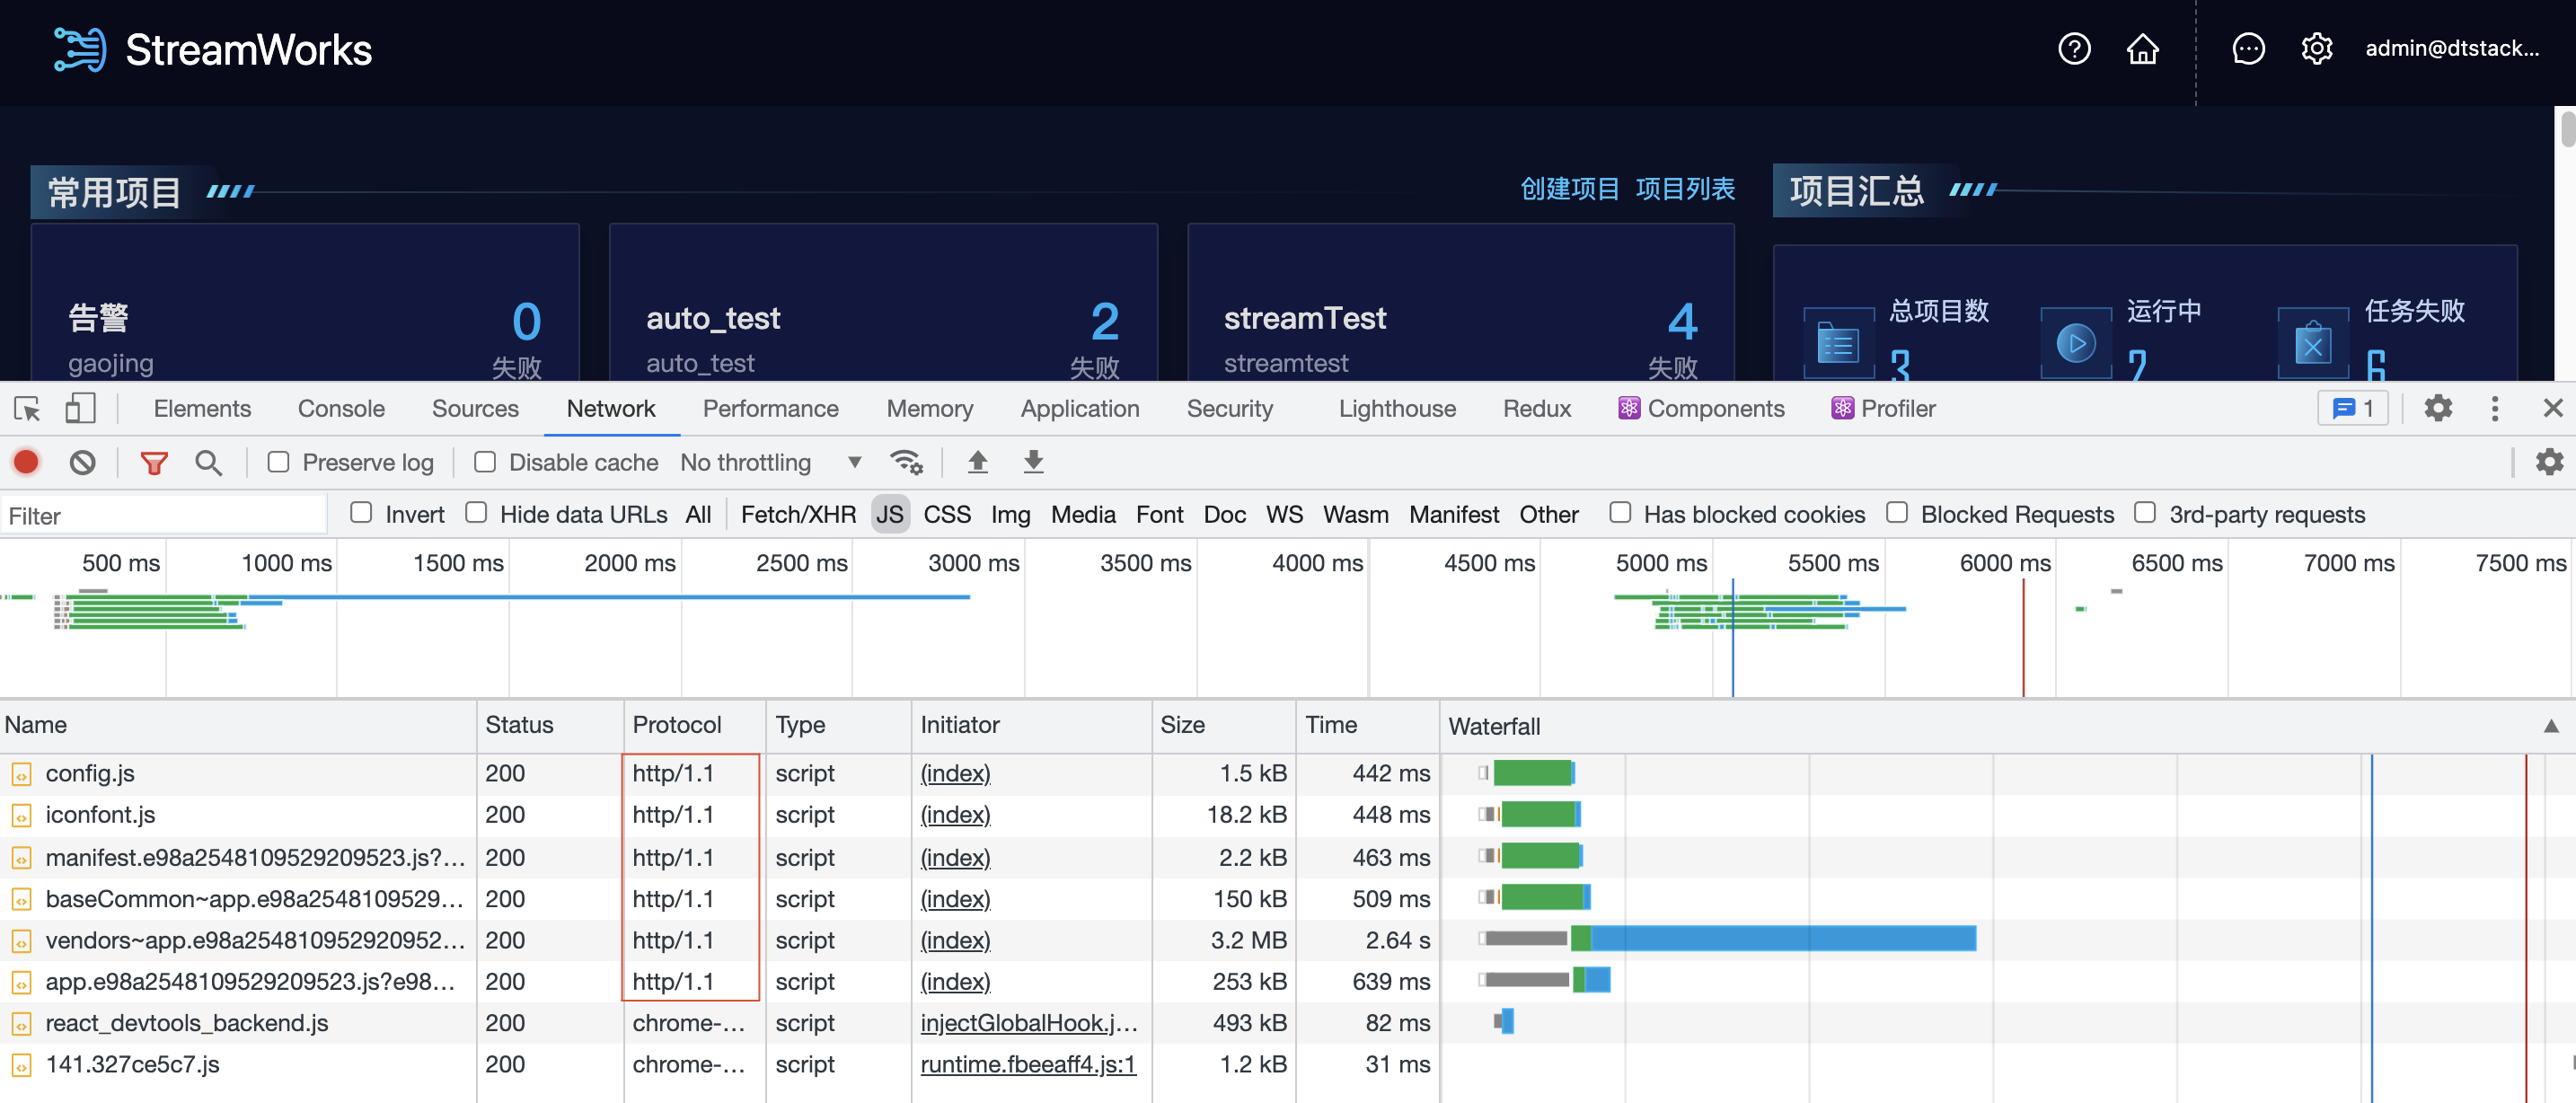 StreamWorks
admin@dtstack...
常用项目 创建项目 项目列表 项目汇总
告警 0 auto_test 2 streamTest 4 总项目数 3 运行中 任务失败 6
gaojing 失败 auto_test 失败 streamtest 失败
Elements Console Sources Network Performance Memory Application Security Lighthouse Redux Components Profiler 1
Preserve log Disable cache No throttling
Filter Invert Hide data URLs All Fetch/XHR JS CSS Img Media Font Doc WS Wasm Manifest Other Has blocked cookies Blocked Requests 3rd-party requests
500 ms 1000 ms 1500 ms 2000 ms 2500 ms 3000 ms 3500 ms 4000 ms 4500 ms 5000 ms 5500 ms 6000 ms 6500 ms 7000 ms 7500 ms
Name Status Protocol Type Initiator Size Time Waterfall
config.js 200 http/1.1 script (index) 1.5 kB 442 ms
iconfont.js 200 http/1.1 script (index) 18.2 kB 448 ms
manifest.e98a2548109529209523.js?... 200 http/1.1 script (index) 2.2 kB 463 ms
baseCommon~app.e98a2548109529... 200 http/1.1 script (index) 150 kB 509 ms
vendors~app.e98a254810952920952... 200 http/1.1 script (index) 3.2 MB 2.64 s
app.e98a2548109529209523.js?e98... 200 http/1.1 script (index) 253 kB 639 ms
react_devtools_backend.js 200 chrome-... script injectGlobalHook.j... 493 kB 82 ms
141.327ce5c7.js 200 chrome-... script runtime.fbeeaff4.js:1 1.2 kB 31 ms